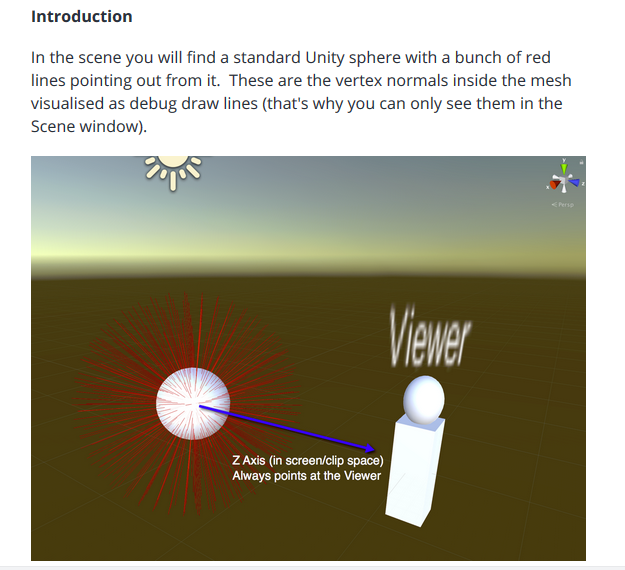 Introduction
In the scene you will find a standard Unity sphere with a bunch of red
lines pointing out from it.  These are the vertex normals inside the mesh
visualised as debug draw lines (that's why you can only see them in the
Scene window).
y
x
z
< Persp
Viewer
Z Axis (in screen/clip space)
Always points at the Viewer